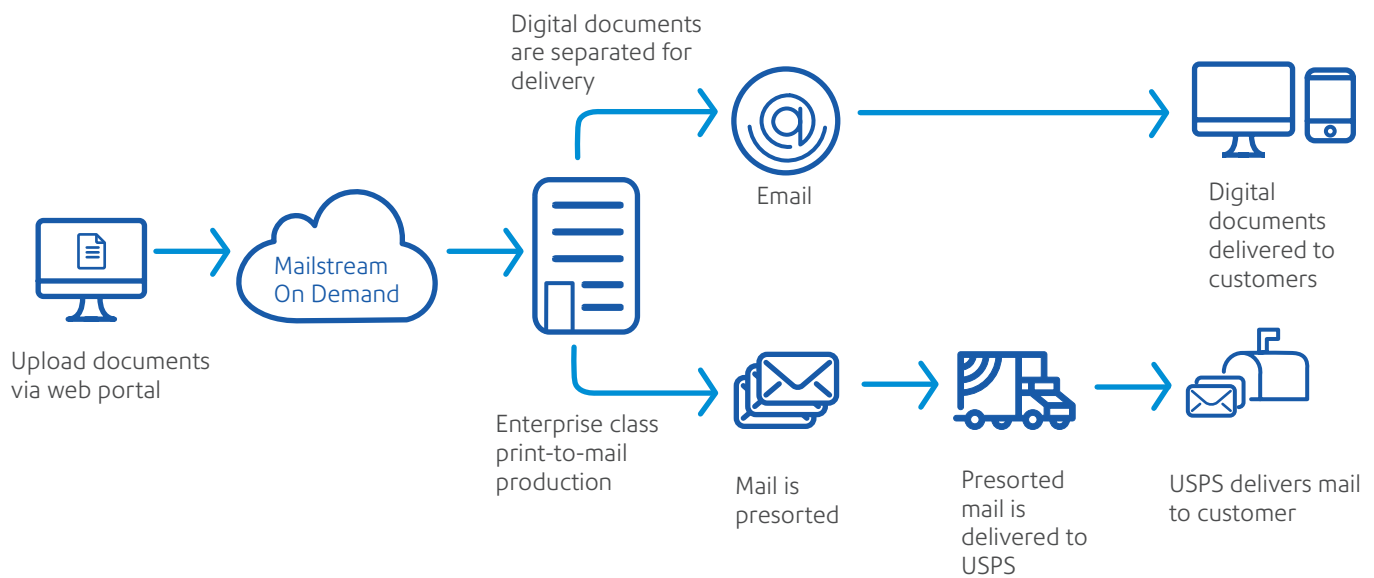 Digital documents
are separated for
delivery
Email
Digital
documents
delivered to
customers
Mailstream
On Demand
Upload documents
via web portal
Enterprise class
print-to-mail
production
Mail is
presorted
Presorted
mail is
delivered to
USPS
USPS delivers mail
to customer